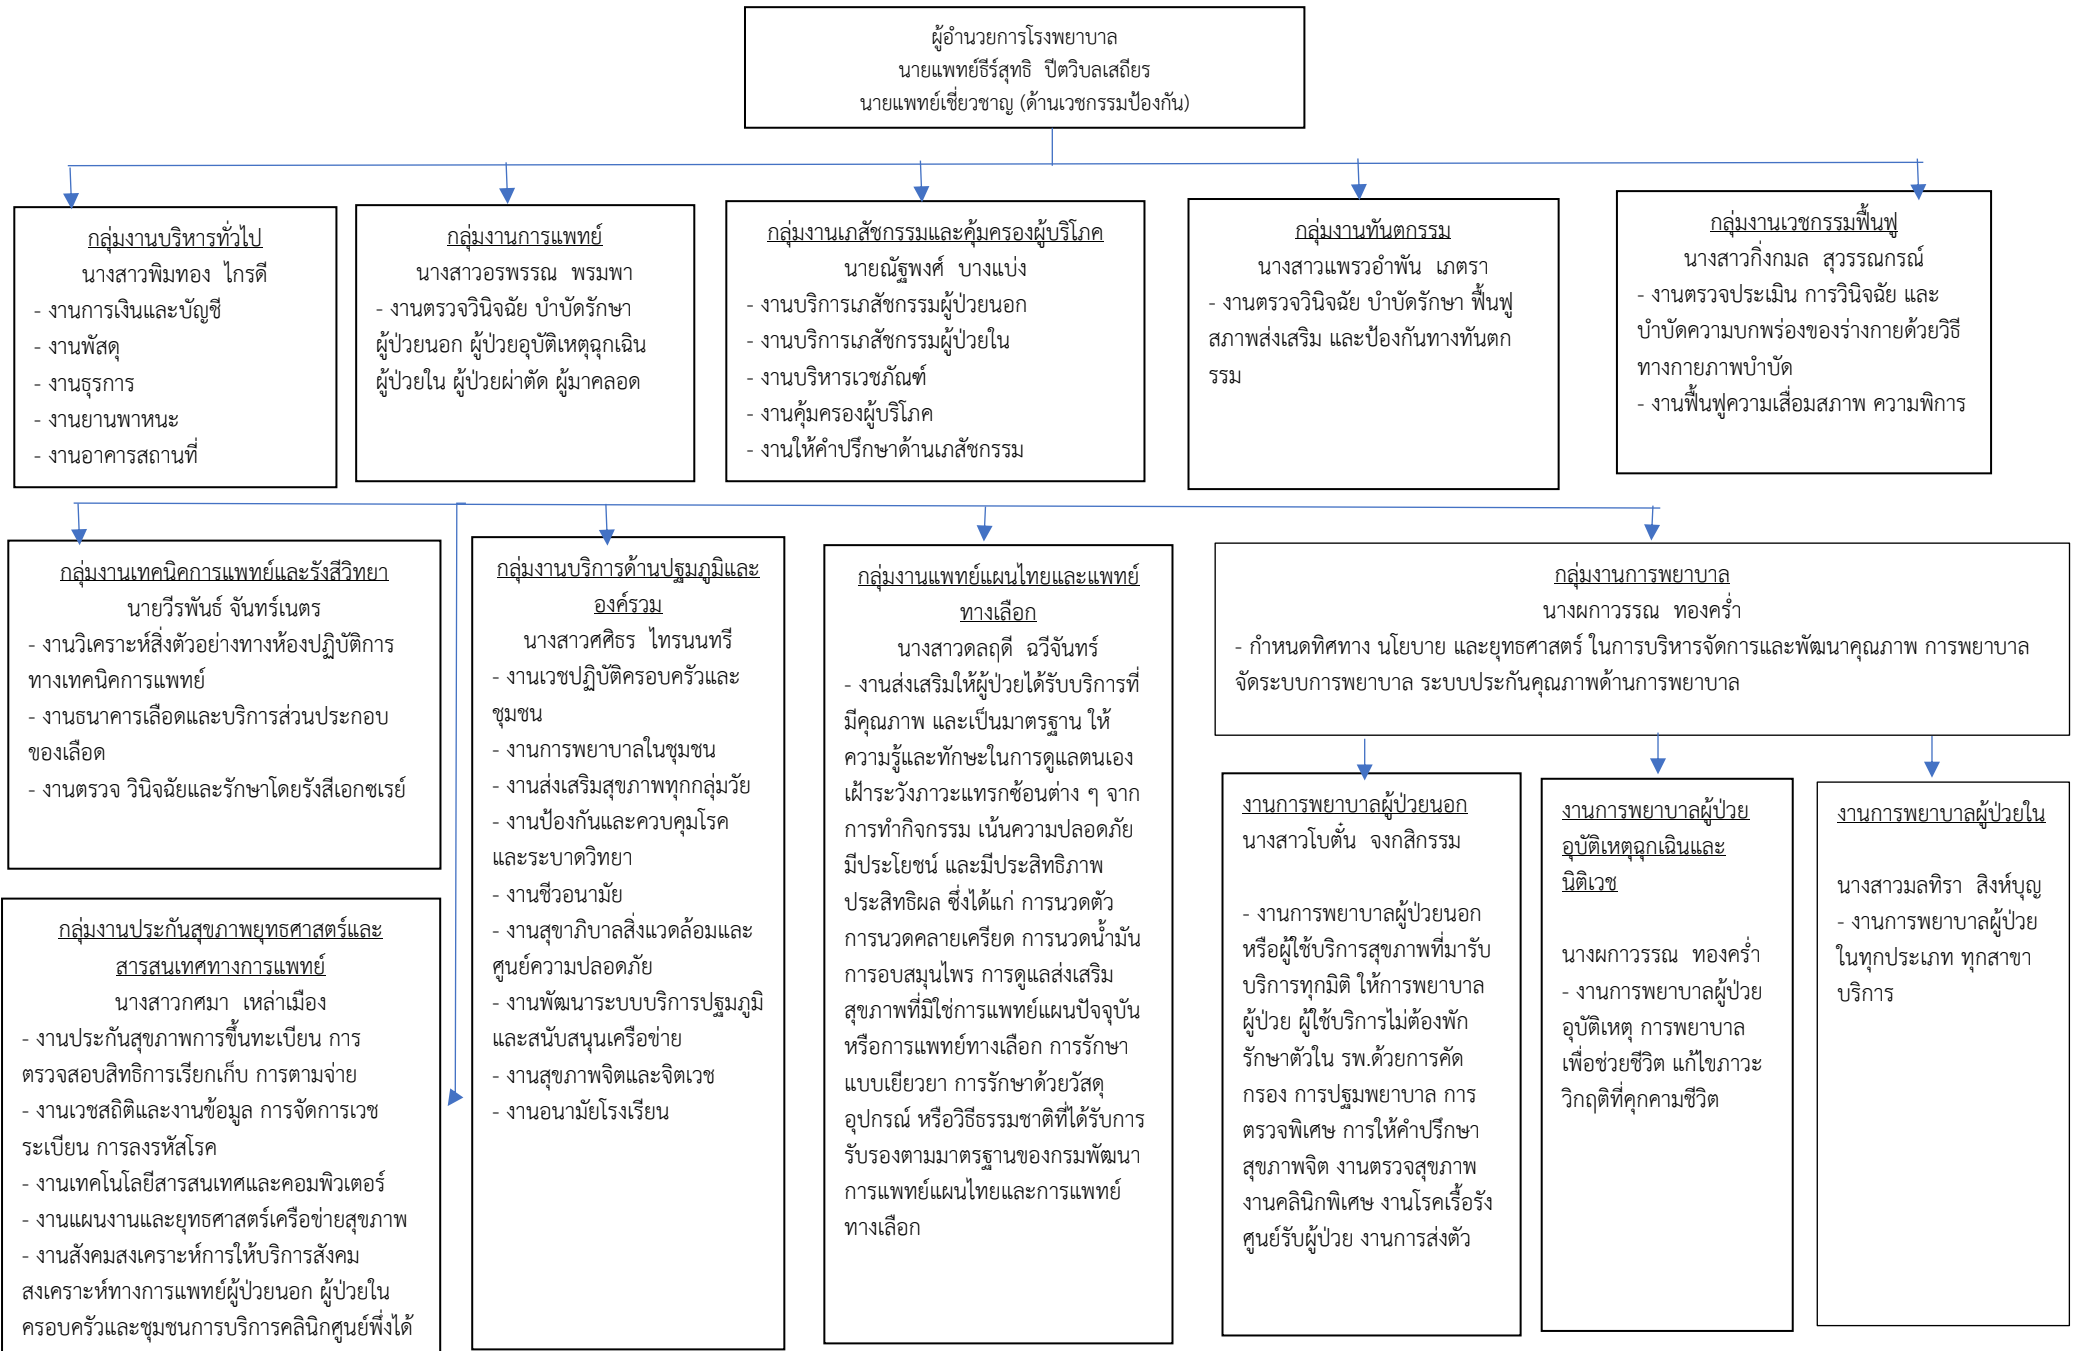 ผู้อำนวยการโรงพยาบาล
นายแพทย์ธีร์สุทธิ ปีตวิบลเสถียร
นายแพทย์เชี่ยวชาญ (ด้านเวชกรรมป้องกัน)
กลุ่มงานบริหารทั่วไป
นางสาวพิมทอง ไกรดี
- งานการเงินและบัญชี
- งานพัสดุ
- งานธุรการ
- งานยานพาหนะ
- งานอาคารสถานที่
กลุ่มงานการแพทย์
นางสาวอรพรรณ พรมพา
- งานตรวจวินิจฉัย บำบัดรักษา
ผู้ป่วยนอก ผู้ป่วยอุบัติเหตุฉุกเฉิน
ผู้ป่วยใน ผู้ป่วยผ่าตัด ผู้มาคลอด
กลุ่มงานเภสัชกรรมและคุ้มครองผู้บริโภค
นายณัฐพงศ์ บางแบ่ง
- งานบริการเภสัชกรรมผู้ป่วยนอก
- งานบริการเภสัชกรรมผู้ป่วยใน
- งานบริหารเวชภัณฑ์
- งานคุ้มครองผู้บริโภค
- งานให้คำปรึกษาด้านเภสัชกรรม
กลุ่มงานทันตกรรม
นางสาวแพรวอำพัน เภตรา
- งานตรวจวินิจฉัย บำบัดรักษา ฟื้นฟู
สภาพส่งเสริม และป้องกันทางทันตก
รรม
กลุ่มงานเวชกรรมฟื้นฟู
นางสาวกิ่งกมล สุวรรณกรณ์
- งานตรวจประเมิน การวินิจฉัย และ
บำบัดความบกพร่องของร่างกายด้วยวิธี
ทางกายภาพบำบัด
- งานฟื้นฟูความเสื่อมสภาพ ความพิการ
กลุ่มงานเทคนิคการแพทย์และรังสีวิทยา
นายวีรพันธ์ จันทร์เนตร
- งานวิเคราะห์สิ่งตัวอย่างทางห้องปฏิบัติการ
ทางเทคนิคการแพทย์
- งานธนาคารเลือดและบริการส่วนประกอบ
ของเลือด
- งานตรวจ วินิจฉัยและรักษาโดยรังสีเอกซเรย์
กลุ่มงานประกันสุขภาพยุทธศาสตร์และ
สารสนเทศทางการแพทย์
นางสาวกศมา เหล่าเมือง
- งานประกันสุขภาพการขึ้นทะเบียน การ
ตรวจสอบสิทธิการเรียกเก็บ การตามจ่าย
- งานเวชสถิติและงานข้อมูล การจัดการเวช
ระเบียน การลงรหัสโรค
- งานเทคโนโลยีสารสนเทศและคอมพิวเตอร์
- งานแผนงานและยุทธศาสตร์เครือข่ายสุขภาพ
- งานสังคมสงเคราะห์การให้บริการสังคม
สงเคราะห์ทางการแพทย์ผู้ป่วยนอก ผู้ป่วยใน
ครอบครัวและชุมชนการบริการคลินิกศูนย์พึ่งได้
กลุ่มงานบริการด้านปฐมภูมิและ
องค์รวม
นางสาวศศิธร ไทรนนทรี
- งานเวชปฏิบัติครอบครัวและ
ชุมชน
- งานการพยาบาลในชุมชน
- งานส่งเสริมสุขภาพทุกกลุ่มวัย
- งานป้องกันและควบคุมโรค
และระบาดวิทยา
- งานชีวอนามัย
- งานสุขาภิบาลสิ่งแวดล้อมและ
ศูนย์ความปลอดภัย
- งานพัฒนาระบบบริการปฐมภูมิ
และสนับสนุนเครือข่าย
- งานสุขภาพจิตและจิตเวช
- งานอนามัยโรงเรียน
กลุ่มงานแพทย์แผนไทยและแพทย์
ทางเลือก
นางสาวดลฤดี ฉวีจันทร์
- งานส่งเสริมให้ผู้ป่วยได้รับบริการที่
มีคุณภาพ และเป็นมาตรฐาน ให้
ความรู้และทักษะในการดูแลตนเอง
เฝ้าระวังภาวะแทรกซ้อนต่าง ๆ จาก
การทำกิจกรรม เน้นความปลอดภัย
มีประโยชน์ และมีประสิทธิภาพ
ประสิทธิผล ซึ่งได้แก่ การนวดตัว
การนวดคลายเครียด การนวดน้ำมัน
การอบสมุนไพร การดูแลส่งเสริม
สุขภาพที่มิใช่การแพทย์แผนปัจจุบัน
หรือการแพทย์ทางเลือก การรักษา
แบบเยียวยา การรักษาด้วยวัสดุ
อุปกรณ์ หรือวิธีธรรมชาติที่ได้รับการ
รับรองตามมาตรฐานของกรมพัฒนา
การแพทย์แผนไทยและการแพทย์
ทางเลือก
กลุ่มงานการพยาบาล
นางผกาวรรณ ทองคร่ำ
- กำหนดทิศทาง นโยบาย และยุทธศาสตร์ ในการบริหารจัดการและพัฒนาคุณภาพ การพยาบาล
จัดระบบการพยาบาล ระบบประกันคุณภาพด้านการพยาบาล
งานการพยาบาลผู้ป่วยนอก
นางสาวโบตั๋น จงกสิกรรม
- งานการพยาบาลผู้ป่วยนอก
หรือผู้ใช้บริการสุขภาพที่มารับ
บริการทุกมิติ ให้การพยาบาล
ผู้ป่วย ผู้ใช้บริการไม่ต้องพัก
รักษาตัวใน รพ.ด้วยการคัด
กรอง การปฐมพยาบาล การ
ตรวจพิเศษ การให้คำปรึกษา
สุขภาพจิต งานตรวจสุขภาพ
งานคลินิกพิเศษ งานโรคเรื้อรัง
ศูนย์รับผู้ป่วย งานการส่งตัว
งานการพยาบาลผู้ป่วย
อุบัติเหตุฉุกเฉินและ
นิติเวช
นางผกาวรรณ ทองคร่ำ
- งานการพยาบาลผู้ป่วย
อุบัติเหตุ การพยาบาล
เพื่อช่วยชีวิต แก้ไขภาวะ
วิกฤติที่คุกคามชีวิต
งานการพยาบาลผู้ป่วยใน
นางสาวมลทิรา สิงห์บุญ
- งานการพยาบาลผู้ป่วย
ในทุกประเภท ทุกสาขา
บริการ